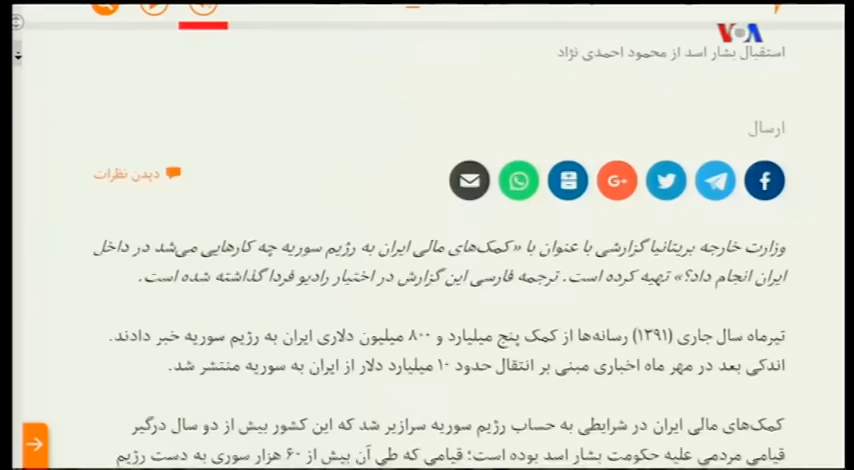 VOA
استقبال بشار اسد از محمود احمدی نژاد
ارسال
دیدن نظرات
وزارت خارجه بریتانیا گزارشی با عنوان با «کمک‌های مالی ایران به رژیم سوریه چه کارهایی می‌شد در داخل
ایران انجام داد؟» تهیه کرده است. ترجمه فارسی این گزارش در اختیار رادیو فردا گذاشته شده است.
تیرماه سال جاری (۱۳۹۱) رسانه‌ها از کمک پنج میلیارد و ۸۰۰ میلیون دلاری ایران به رژیم سوریه خبر دادند.
اندکی بعد در مهر ماه اخباری مبنی بر انتقال حدود ۱۰ میلیارد دلار از ایران به سوریه منتشر شد.
کمک‌های مالی ایران در شرایطی به حساب رژیم سوریه سرازیر شد که این کشور بیش از دو سال درگیر
قیامی مردمی علیه حکومت بشار اسد بوده است؛ قیامی که طی آن بیش از ۶۰ هزار سوری به دست رژیم